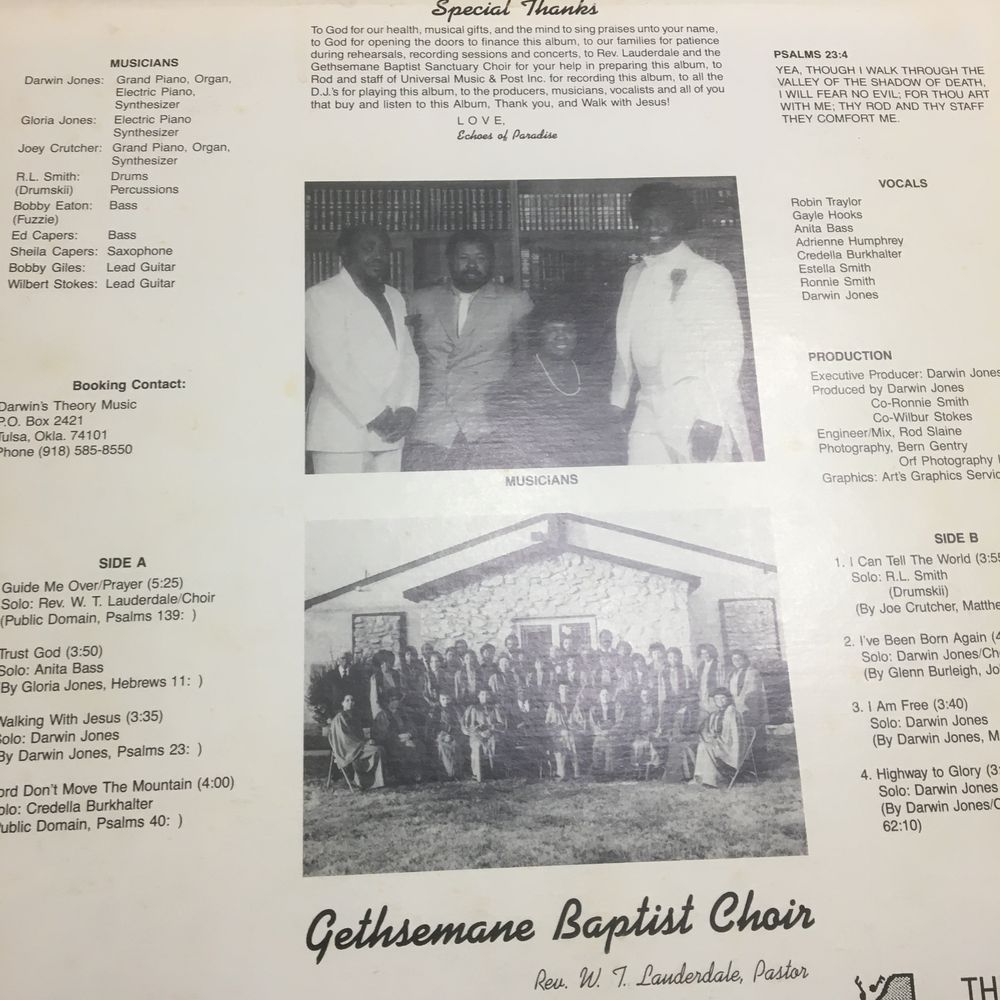 Special Thanks
To God for our health, musical gifts, and the mind to sing praises unto your name,
to God for opening the doors to finance this album, to our families for patience
during rehearsals, recording sessions and concerts, to Rev. Lauderdale and the
Gethsemane Baptist Sanctuary Choir for your help in preparing this album, to
Rod and staff of Universal Music & Post Inc. for recording this album, to all the
D.J.'s for playing this album, to the producers, musicians, vocalists and all of you
that buy and listen to this Album, Thank you, and Walk with Jesus!
LOVE,
Echoes of Paradise
MUSICIANS
Darwin Jones: Grand Piano, Organ,
Electric Piano,
Synthesizer
Gloria Jones: Electric Piano
Synthesizer
Joey Crutcher: Grand Piano, Organ,
Synthesizer
R.L. Smith: Drums
(Drumskii) Percussions
Bobby Eaton: Bass
(Fuzzie)
Ed Capers: Bass
Sheila Capers: Saxophone
Bobby Giles: Lead Guitar
Wilbert Stokes: Lead Guitar
Booking Contact:
Darwin's Theory Music
P.O. Box 2421
Tulsa, Okla. 74101
Phone (918) 585-8550
PSALMS 23:4
YEA, THOUGH I WALK THROUGH THE
VALLEY OF THE SHADOW OF DEATH,
I WILL FEAR NO EVIL; FOR THOU ART
WITH ME; THY ROD AND THY STAFF
THEY COMFORT ME.
VOCALS
Robin Traylor
Gayle Hooks
Anita Bass
Adrienne Humphrey
Credella Burkhalter
Estella Smith
Ronnie Smith
Darwin Jones
PRODUCTION
Executive Producer: Darwin Jones
Produced by Darwin Jones
Co-Ronnie Smith
Co-Wilbur Stokes
Engineer/Mix, Rod Slaine
Photography, Bern Gentry
Orf Photography
Graphics: Art's Graphics Servic
MUSICIANS
SIDE A
Guide Me Over/Prayer (5:25)
Solo: Rev. W. T. Lauderdale/Choir
(Public Domain, Psalms 139: )
Trust God (3:50)
Solo: Anita Bass
(By Gloria Jones, Hebrews 11: )
Walking With Jesus (3:35)
Solo: Darwin Jones
By Darwin Jones, Psalms 23: )
ord Don't Move The Mountain (4:00)
olo: Credella Burkhalter
ublic Domain, Psalms 40: )
SIDE B
1. I Can Tell The World (3:55
Solo: R.L. Smith
(Drumskii)
(By Joe Crutcher, Matthe
2. I've Been Born Again (4
Solo: Darwin Jones/Ch
(By Glenn Burleigh, Jo
3. I Am Free (3:40)
Solo: Darwin Jones
(By Darwin Jones, M
4. Highway to Glory (3:
Solo: Darwin Jones
(By Darwin Jones/C
62:10)
Gethsemane Baptist Choir
Rev. W. T. Lauderdale, Pastor
TH